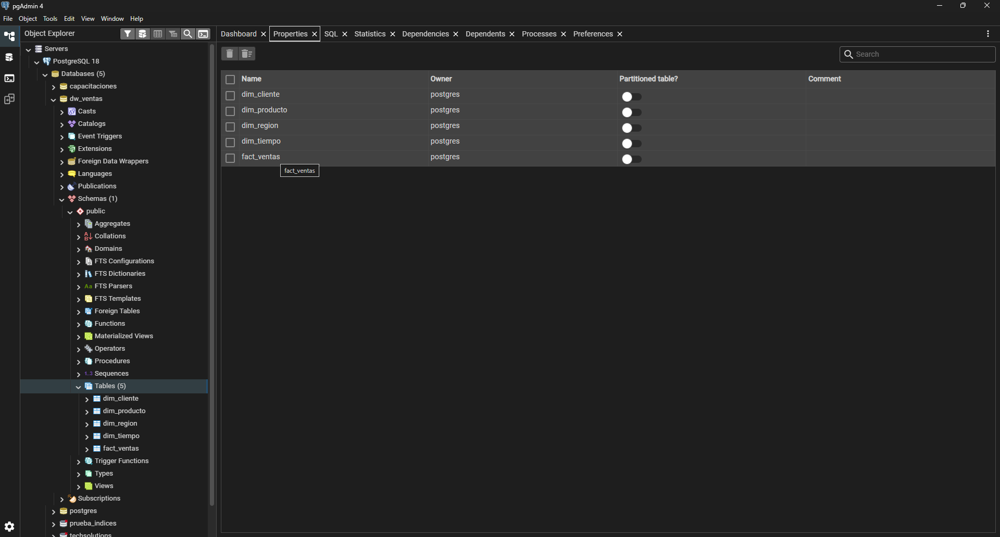 pgAdmin 4
File Object Tools Edit View Window Help
Object Explorer
Dashboard Properties SQL Statistics Dependencies Dependents Processes Preferences
Search
Servers
PostgreSQL 18
Databases (5)
capacitaciones
dw_ventas
Casts
Catalogs
Event Triggers
Extensions
Foreign Data Wrappers
Languages
Publications
Schemas (1)
public
Aggregates
Collations
Domains
FTS Configurations
FTS Dictionaries
Aa FTS Parsers
FTS Templates
Foreign Tables
Functions
Materialized Views
Operators
Procedures
1..3 Sequences
Tables (5)
dim_cliente
dim_producto
dim_region
dim_tiempo
fact_ventas
Trigger Functions
Types
Views
Subscriptions
postgres
prueba_indices
techsolutions
Name Owner Partitioned table? Comment
dim_cliente postgres
dim_producto postgres
dim_region postgres
dim_tiempo postgres
fact_ventas postgres
fact_ventas